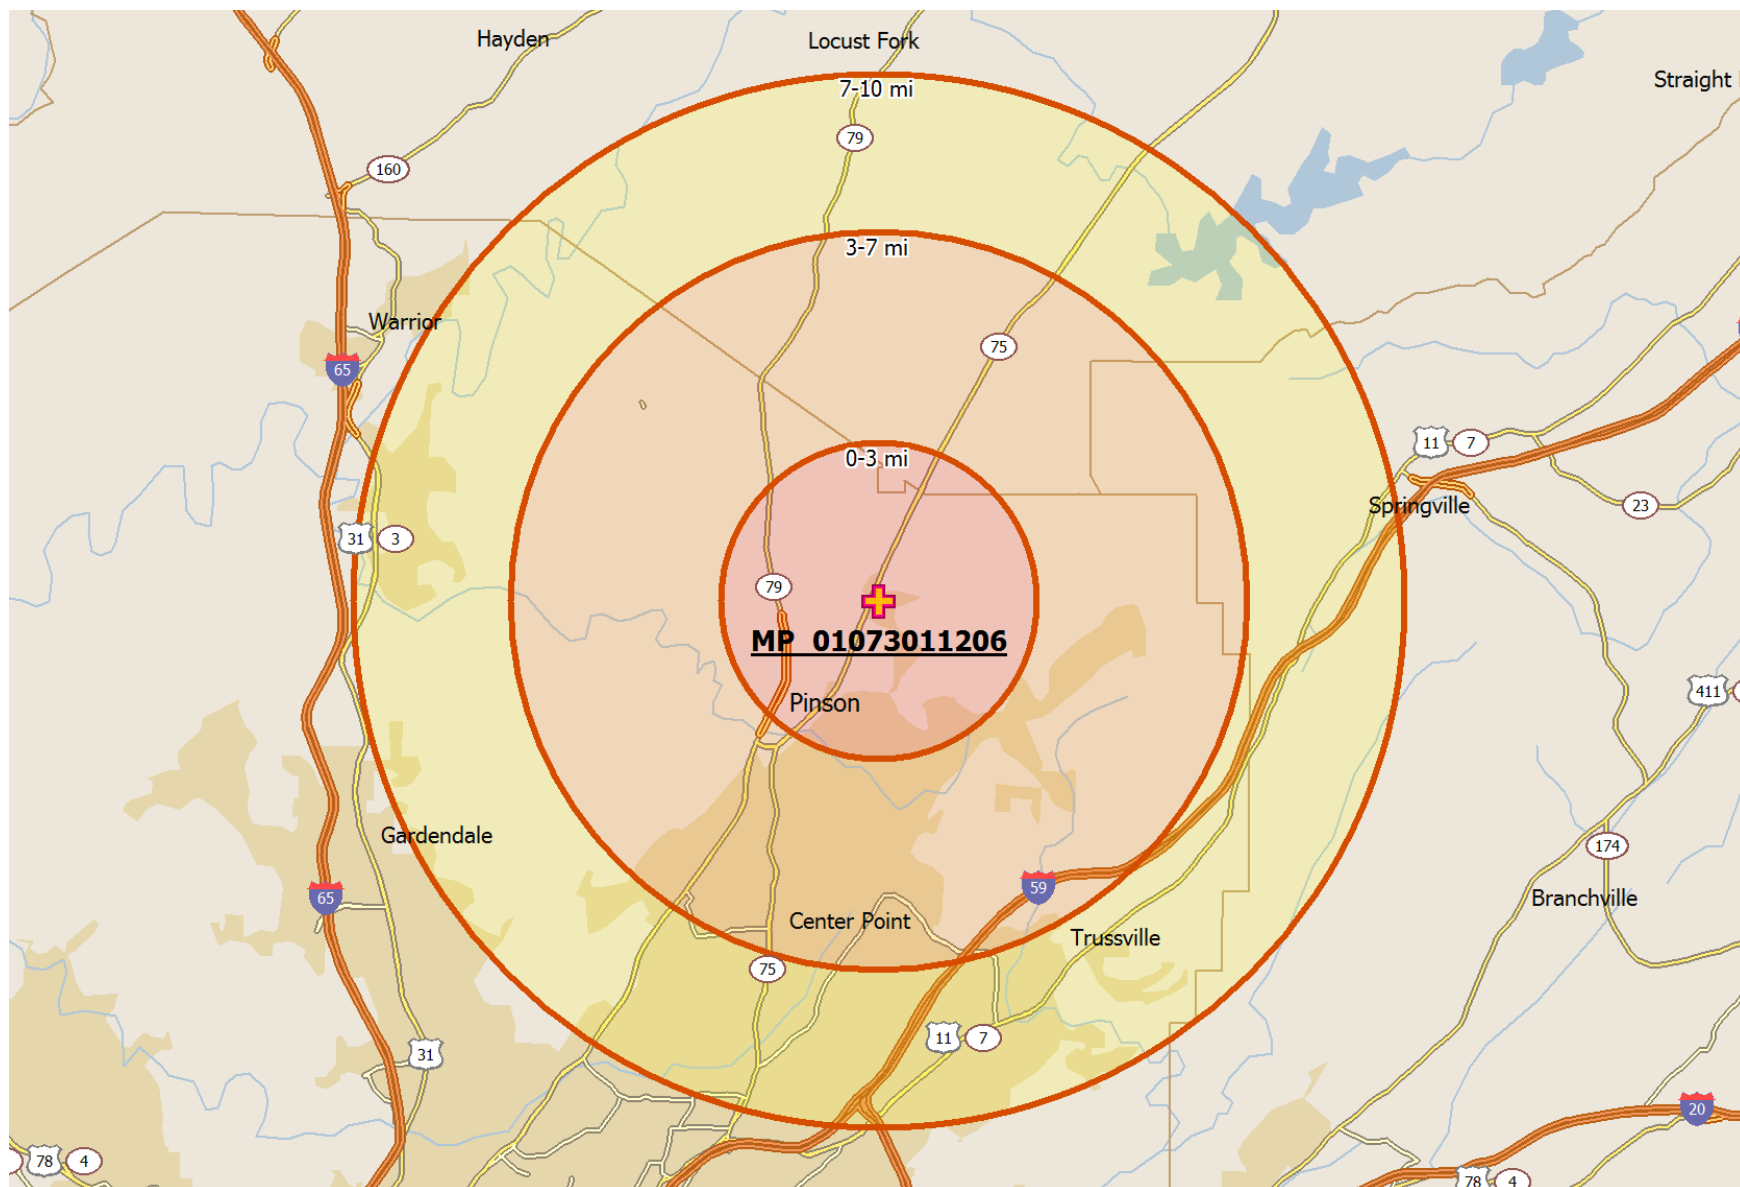 Hayden
Locust Fork
Straight
7-10 mi
79
160
3-7 mi
Warrior
75
65
0-3 mi
11
7
Springville
23
31
3
79
MP 01073011206
Pinson
411
Gardendale
174
59
65
Branchville
Center Point
Trussville
75
11
7
31
20
78
4
78
4